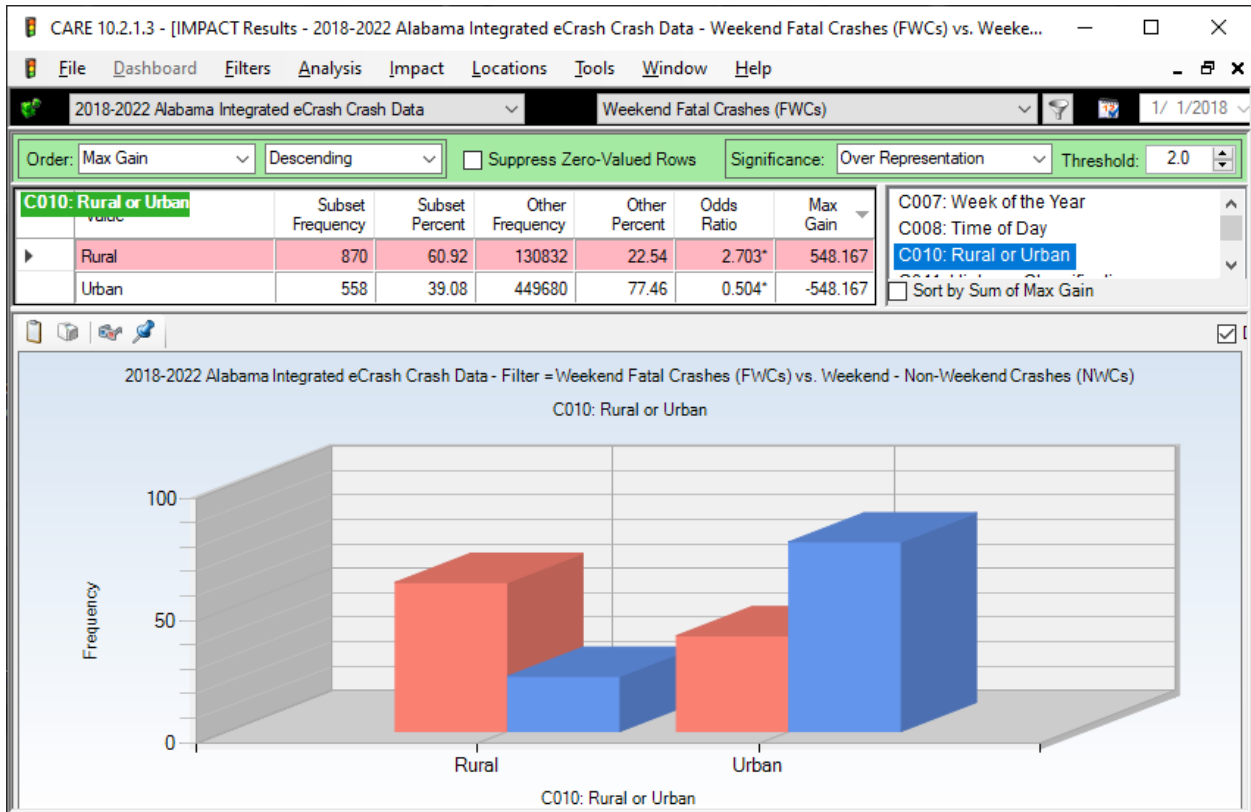 CARE 10.2.1.3 - [IMPACT Results - 2018-2022 Alabama Integrated eCrash Crash Data - Weekend Fatal Crashes (FWCs) vs. Weeke...
File Dashboard Filters Analysis Impact Locations Tools Window Help
2018-2022 Alabama Integrated eCrash Crash Data Weekend Fatal Crashes (FWCs) 1/ 1/2018
Order: Max Gain Descending Suppress Zero-Valued Rows Significance: Over Representation Threshold: 2.0
C010: Rural or Urban Subset Frequency Subset Percent Other Frequency Other Percent Odds Ratio Max Gain
Rural 870 60.92 130832 22.54 2.703* 548.167
Urban 558 39.08 449680 77.46 0.504* -548.167
C007: Week of the Year
C008: Time of Day
C010: Rural or Urban
Sort by Sum of Max Gain
2018-2022 Alabama Integrated eCrash Crash Data - Filter = Weekend Fatal Crashes (FWCs) vs. Weekend - Non-Weekend Crashes (NWCs)
C010: Rural or Urban
100
50
0
Frequency
Rural Urban
C010: Rural or Urban